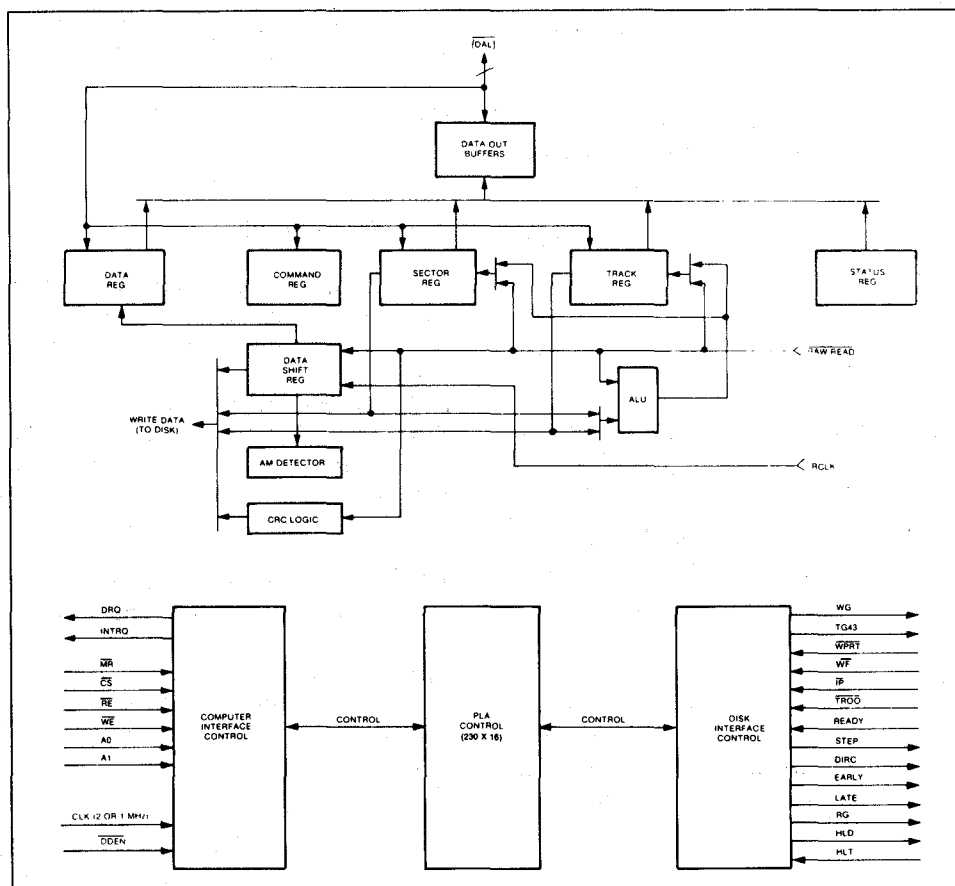 (DAL)
DATA OUT
BUFFERS
DATA
REG
COMMAND
REG
SECTOR
REG
TRACK
REG
STATUS
REG
DATA
SHIFT
REG
RAW READ
ALU
WRITE DATA
(TO DISK)
AM DETECTOR
RCLK
CRC LOGIC
DRQ
INTRQ
MR
CS
RE
WE
A0
A1
CLK (2 OR 1 MHz)
DDEN
COMPUTER
INTERFACE
CONTROL
CONTROL
PLA
CONTROL
(230 X 16)
CONTROL
DISK
INTERFACE
CONTROL
WG
TG43
WPRT
WF
IP
TROO
READY
STEP
DIRC
EARLY
LATE
RG
HLD
HLT